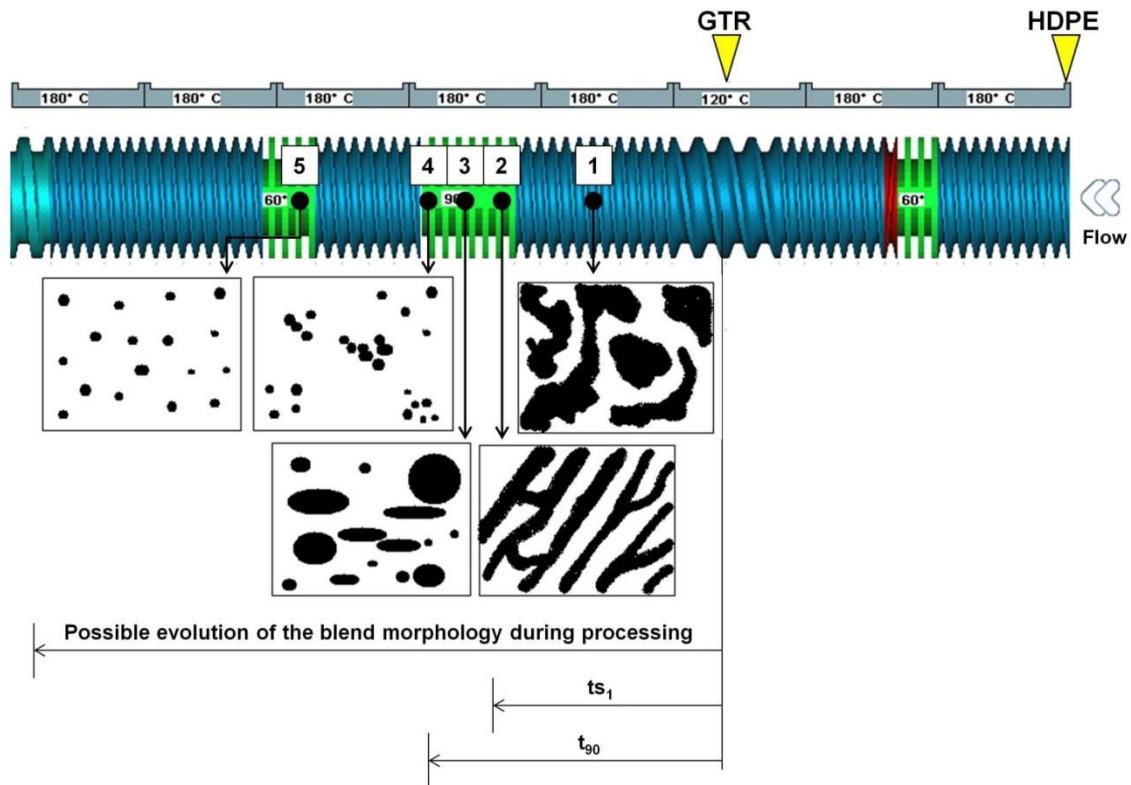 GTR HDPE
180° C 180° C 180° C 180° C 180° C 120° C 180° C 180° C
5 4 3 2 1
60° 90° 60°
Flow
Possible evolution of the blend morphology during processing
ts₁
t₉₀